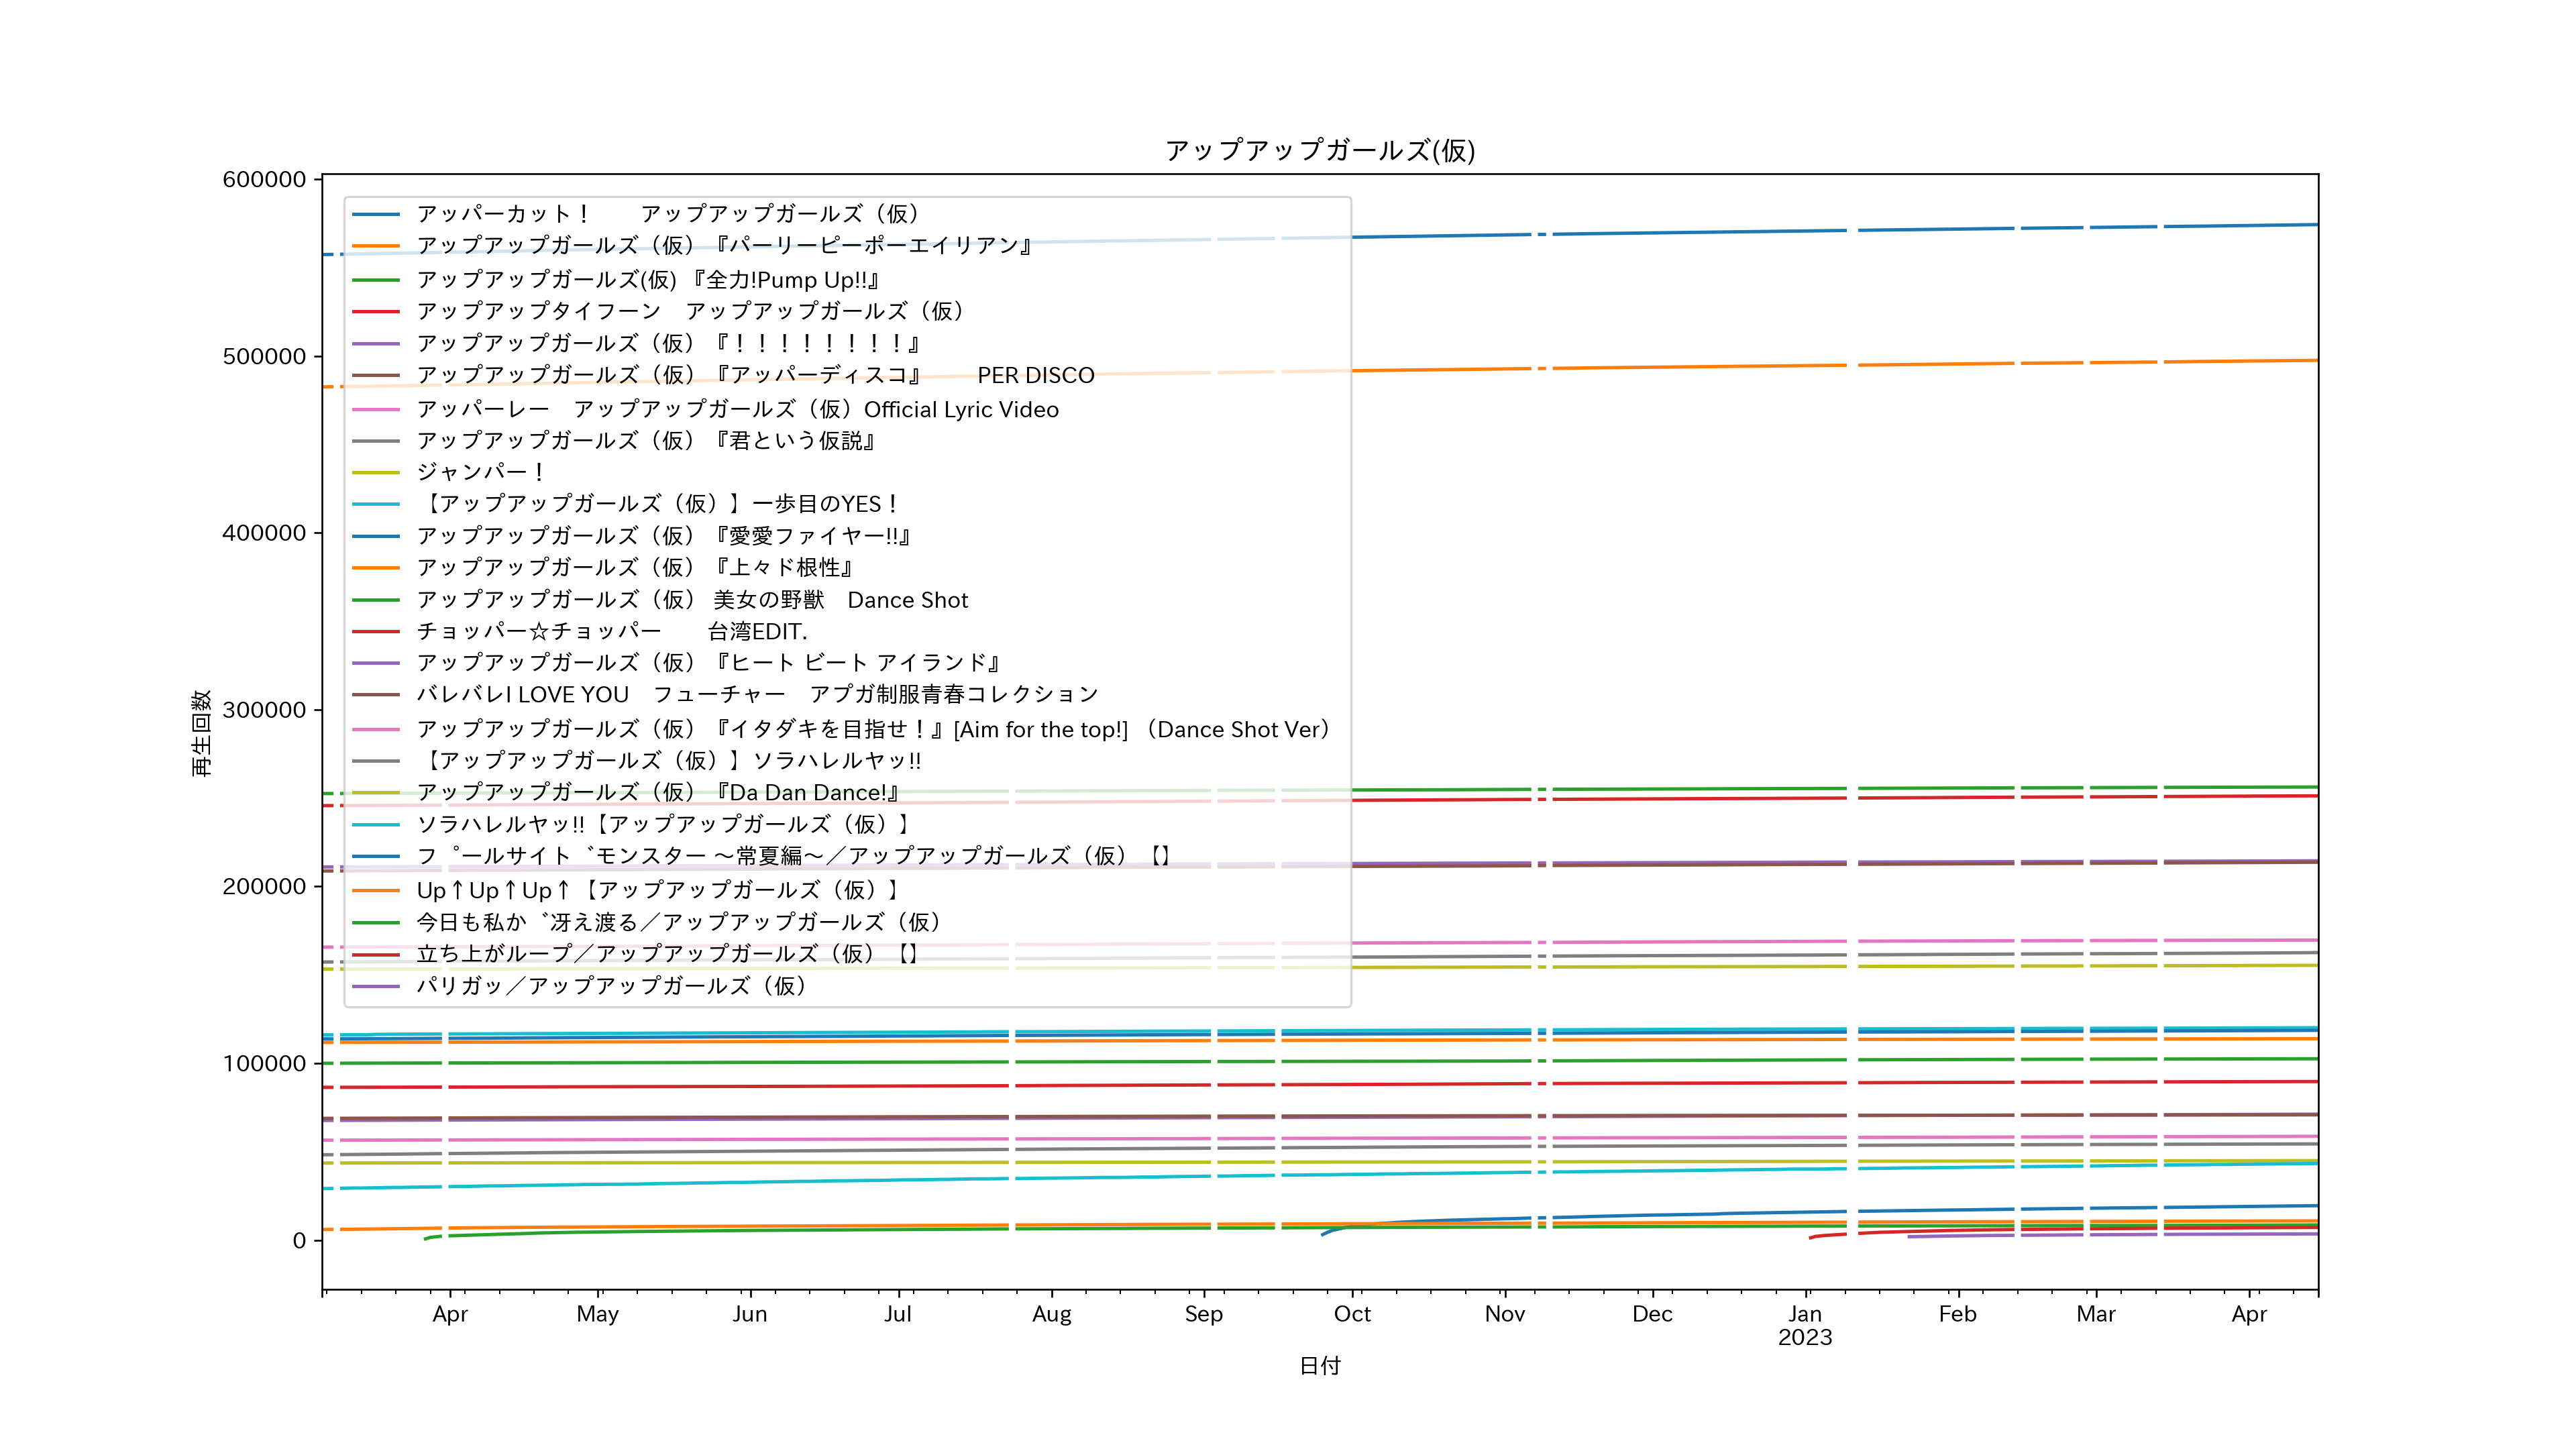 アップアップガールズ(仮)
600000
500000
400000
300000
200000
100000
0
再生回数
アッパーカット！　　アップアップガールズ（仮）
アップアップガールズ（仮）『パーリーピーポーエイリアン』
アップアップガールズ(仮) 『全力!Pump Up!!』
アップアップタイフーン　アップアップガールズ（仮）
アップアップガールズ（仮）『！！！！！！！！』
アップアップガールズ（仮）『アッパーディスコ』　　PER DISCO
アッパーレー　アップアップガールズ（仮）Official Lyric Video
アップアップガールズ（仮）『君という仮説』
ジャンパー！
【アップアップガールズ（仮）】一歩目のYES！
アップアップガールズ（仮）『愛愛ファイヤー!!』
アップアップガールズ（仮）『上々ド根性』
アップアップガールズ（仮） 美女の野獣　Dance Shot
チョッパー☆チョッパー　　台湾EDIT.
アップアップガールズ（仮）『ヒート ビート アイランド』
バレバレI LOVE YOU　フューチャー　アプガ制服青春コレクション
アップアップガールズ（仮）『イタダキを目指せ！』[Aim for the top!] （Dance Shot Ver）
【アップアップガールズ（仮）】ソラハレルヤッ!!
アップアップガールズ（仮）『Da Dan Dance!』
ソラハレルヤッ!!【アップアップガールズ（仮）】
フ゜ールサイト゛モンスター 〜常夏編〜／アップアップガールズ（仮）【】
Up↑Up↑Up↑【アップアップガールズ（仮）】
今日も私か゛冴え渡る／アップアップガールズ（仮）
立ち上がループ／アップアップガールズ（仮）【】
パリガッ／アップアップガールズ（仮）
Apr May Jun Jul Aug Sep Oct Nov Dec Jan Feb Mar Apr
2023
日付